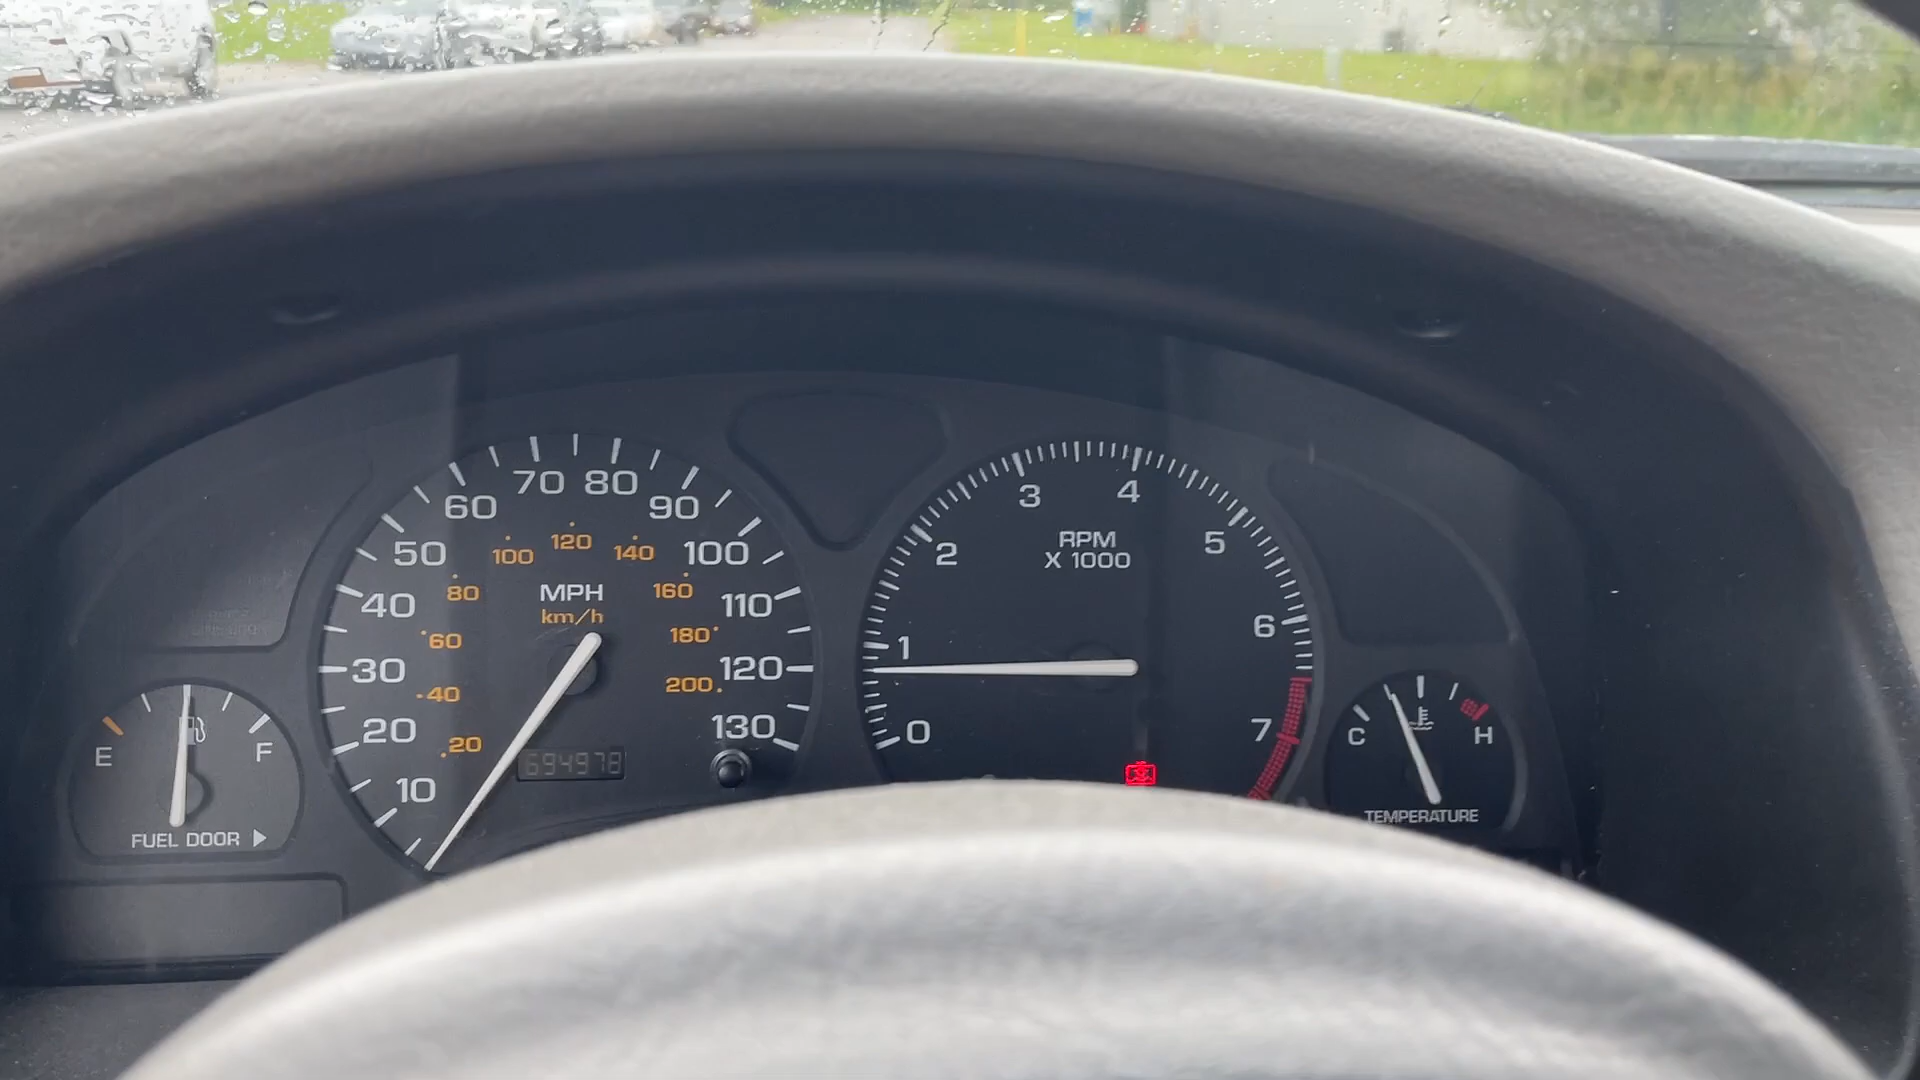 70 80
60 90
50 100
40 110
30 120
20 130
10
100 120 140
80 160
60 180
40 200
20
MPH
km/h
694978
3 4
2 5
1 6
0 7
RPM
X 1000
E F
FUEL DOOR
C H
TEMPERATURE